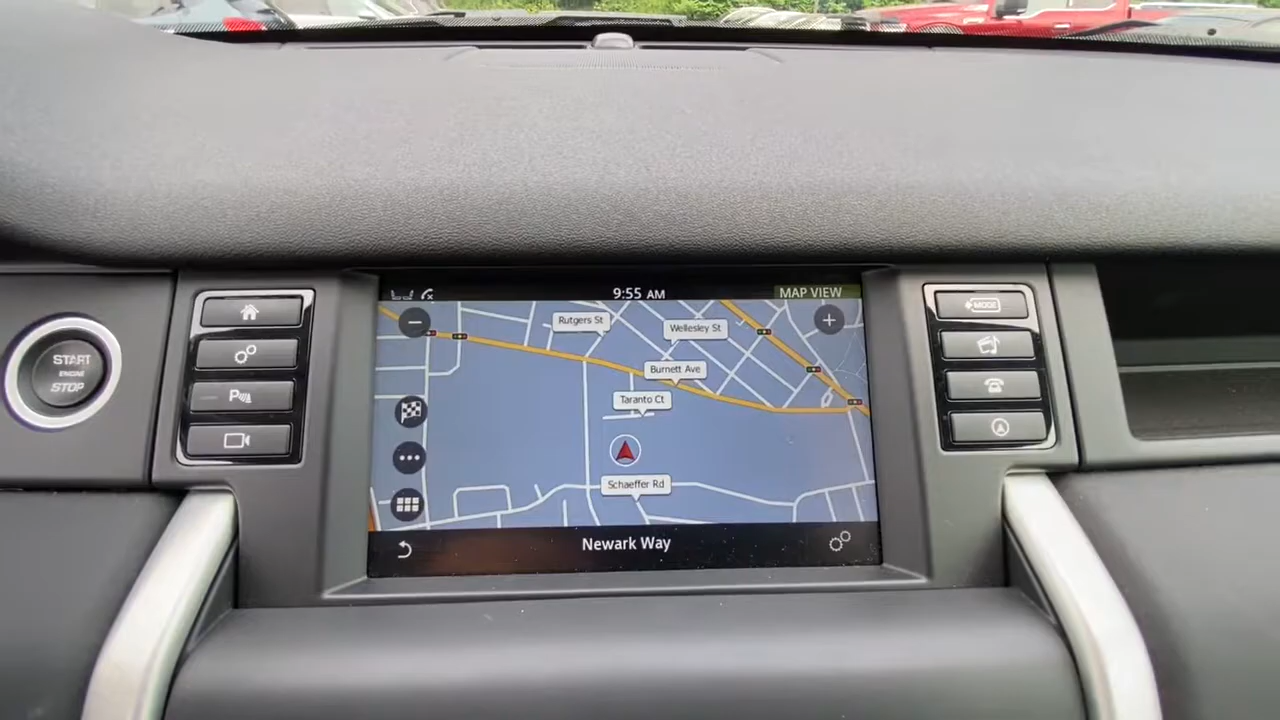 9:55 AM
MAP VIEW
Rutgers St
Wellesley St
Burnett Ave
Taranto Ct
Schaeffer Rd
Newark Way
START
ENGINE
STOP
P
MODE